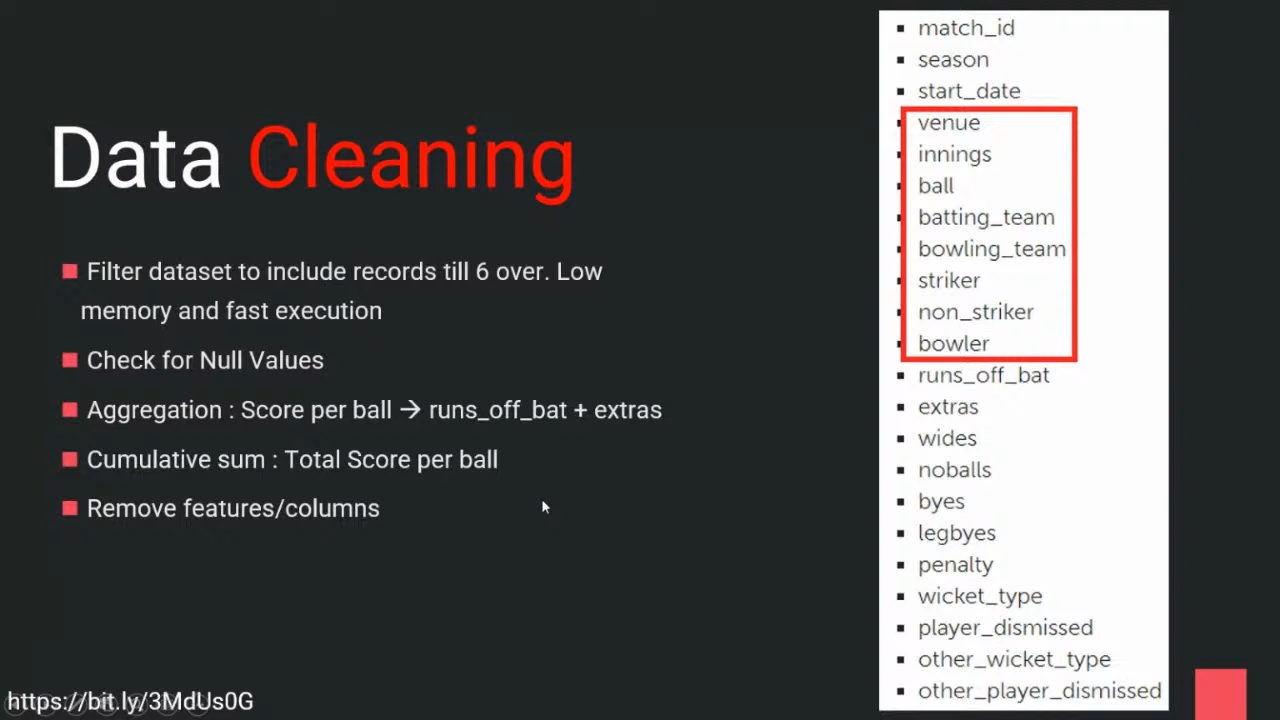 Data Cleaning
Filter dataset to include records till 6 over. Low
memory and fast execution
Check for Null Values
Aggregation : Score per ball → runs_off_bat + extras
Cumulative sum : Total Score per ball
Remove features/columns
match_id
season
start_date
venue
innings
ball
batting_team
bowling_team
striker
non_striker
bowler
runs_off_bat
extras
wides
noballs
byes
legbyes
penalty
wicket_type
player_dismissed
other_wicket_type
other_player_dismissed
https://bit.ly/3MdUs0G